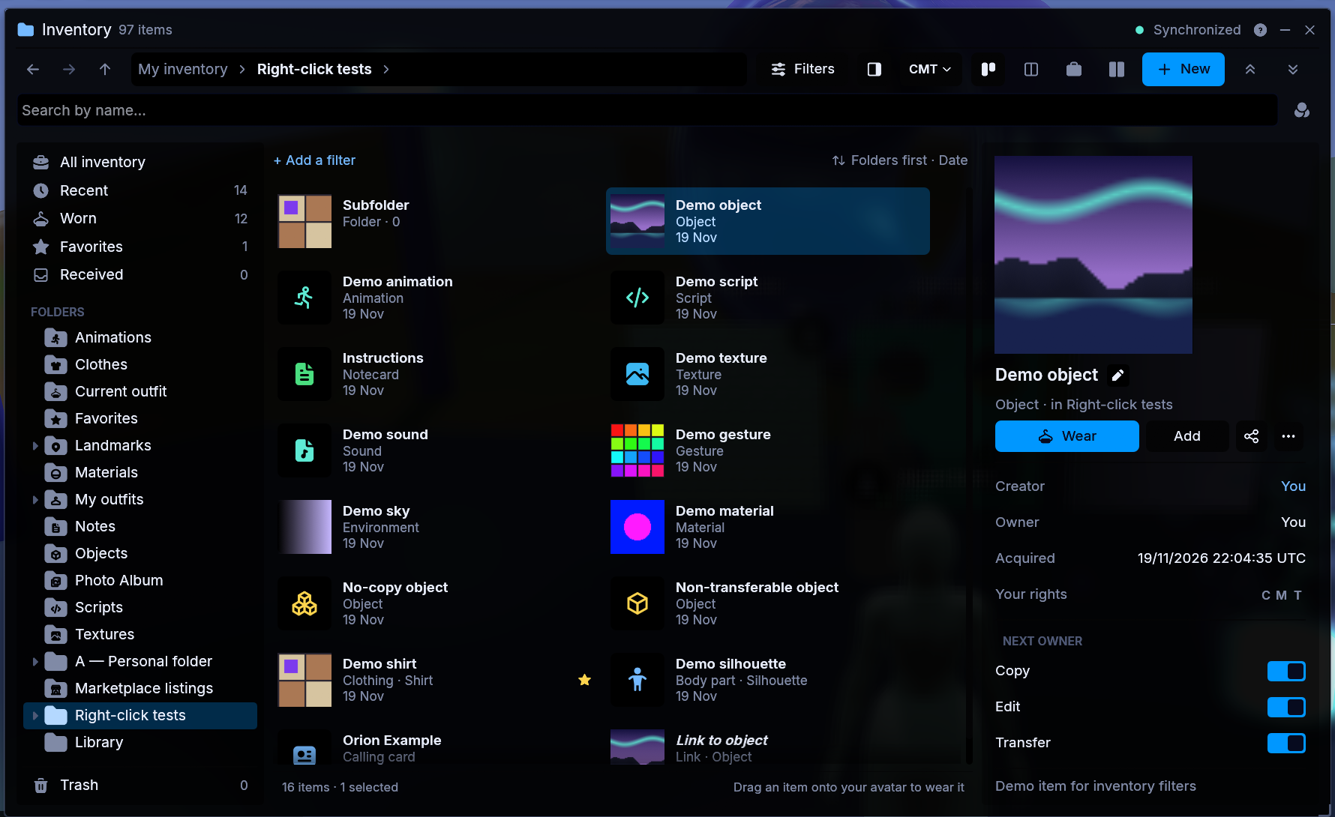 Inventory 97 items
Synchronized
My inventory > Right-click tests >
Filters
CMT
+ New
Search by name...
All inventory
Recent 14
Worn 12
Favorites 1
Received 0
FOLDERS
Animations
Clothes
Current outfit
Favorites
Landmarks
Materials
My outfits
Notes
Objects
Photo Album
Scripts
Textures
A — Personal folder
Marketplace listings
Right-click tests
Library
Trash 0
+ Add a filter
Folders first · Date
Subfolder
Folder · 0
Demo object
Object
19 Nov
Demo animation
Animation
19 Nov
Demo script
Script
19 Nov
Instructions
Notecard
19 Nov
Demo texture
Texture
19 Nov
Demo sound
Sound
19 Nov
Demo gesture
Gesture
19 Nov
Demo sky
Environment
19 Nov
Demo material
Material
19 Nov
No-copy object
Object
19 Nov
Non-transferable object
Object
19 Nov
Demo shirt
Clothing · Shirt
19 Nov
Demo silhouette
Body part · Silhouette
19 Nov
Orion Example
Calling card
Link to object
Link · Object
16 items · 1 selected
Drag an item onto your avatar to wear it
Demo object
Object · in Right-click tests
Wear
Add
Creator You
Owner You
Acquired 19/11/2026 22:04:35 UTC
Your rights C M T
NEXT OWNER
Copy
Edit
Transfer
Demo item for inventory filters